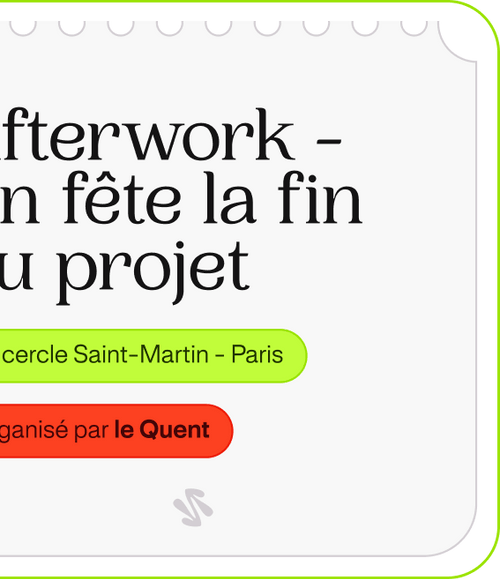 fterwork -
n fête la fin
u projet
cercle Saint-Martin - Paris
ganisé par le Quent